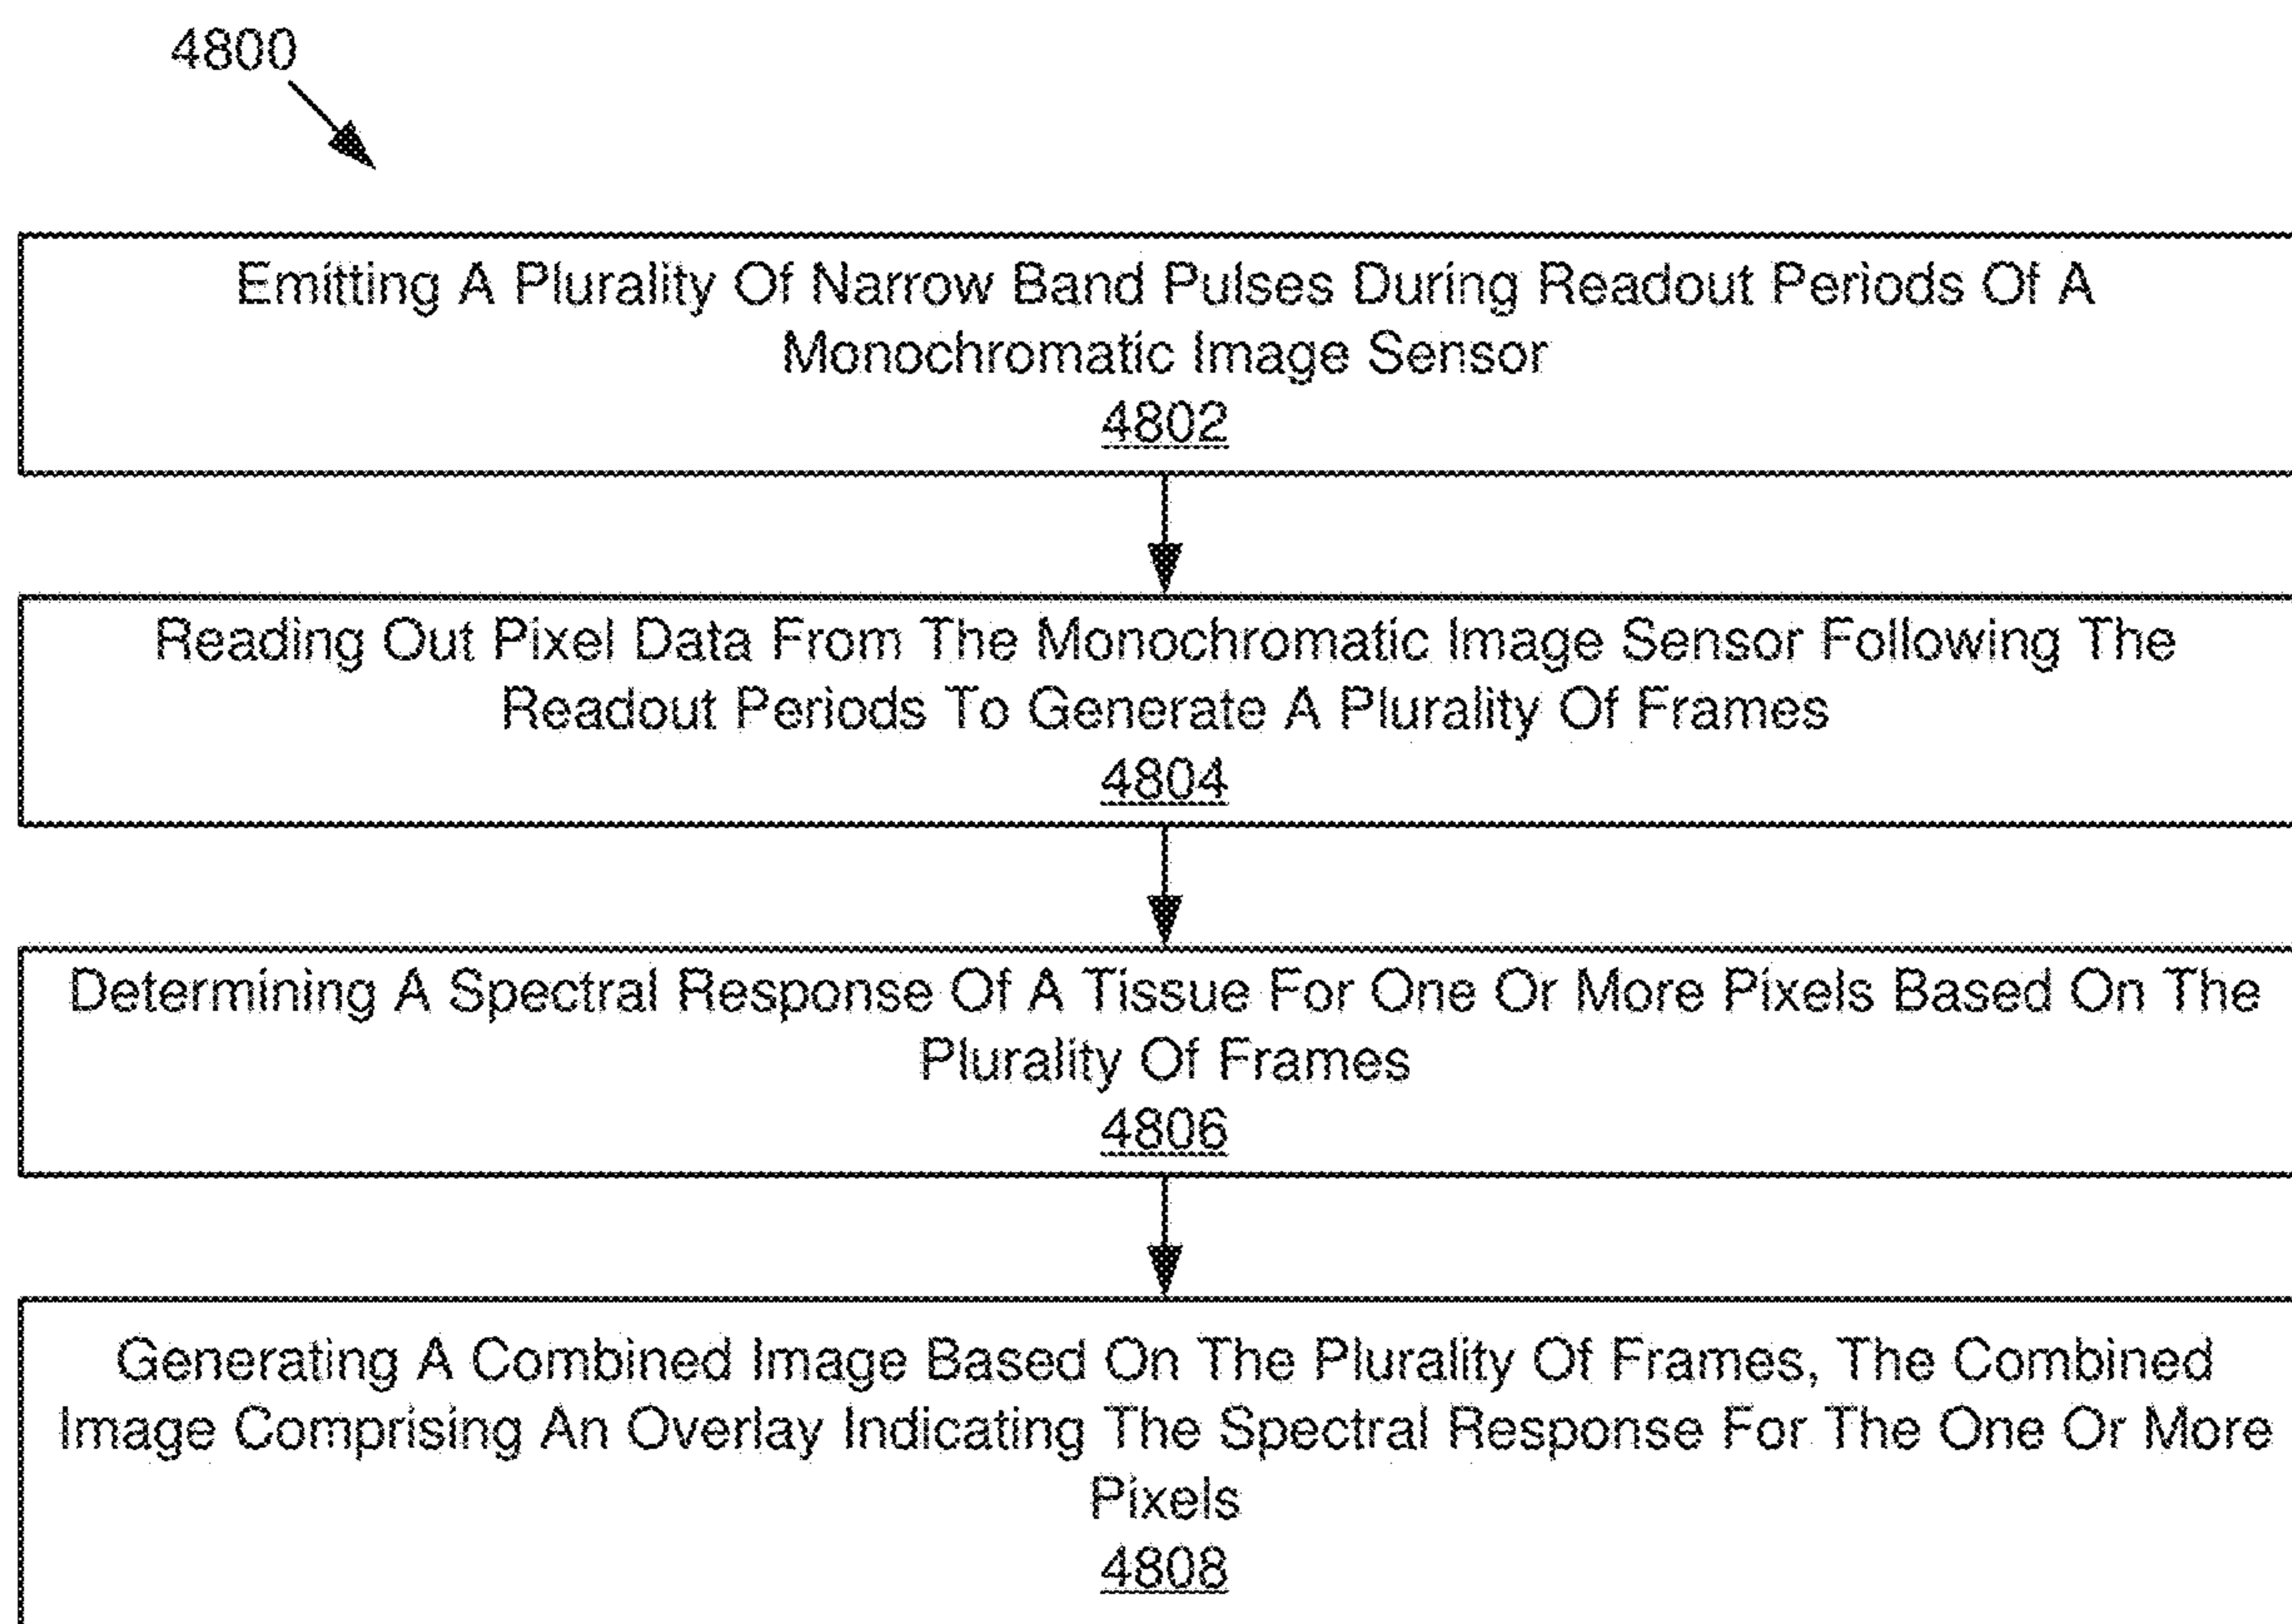 4800
Emitting A Plurality Of Narrow Band Pulses During Readout Periods Of A
Monochromatic Image Sensor
4802
Reading Out Pixel Data From The Monochromatic Image Sensor Following The
Readout Periods To Generate A Plurality Of Frames
4804
Determining A Spectral Response Of A Tissue For One Or More Pixels Based On The
Plurality Of Frames
4806
Generating A Combined Image Based On The Plurality Of Frames, The Combined
Image Comprising An Overlay Indicating The Spectral Response For The One Or More
Pixels
4808